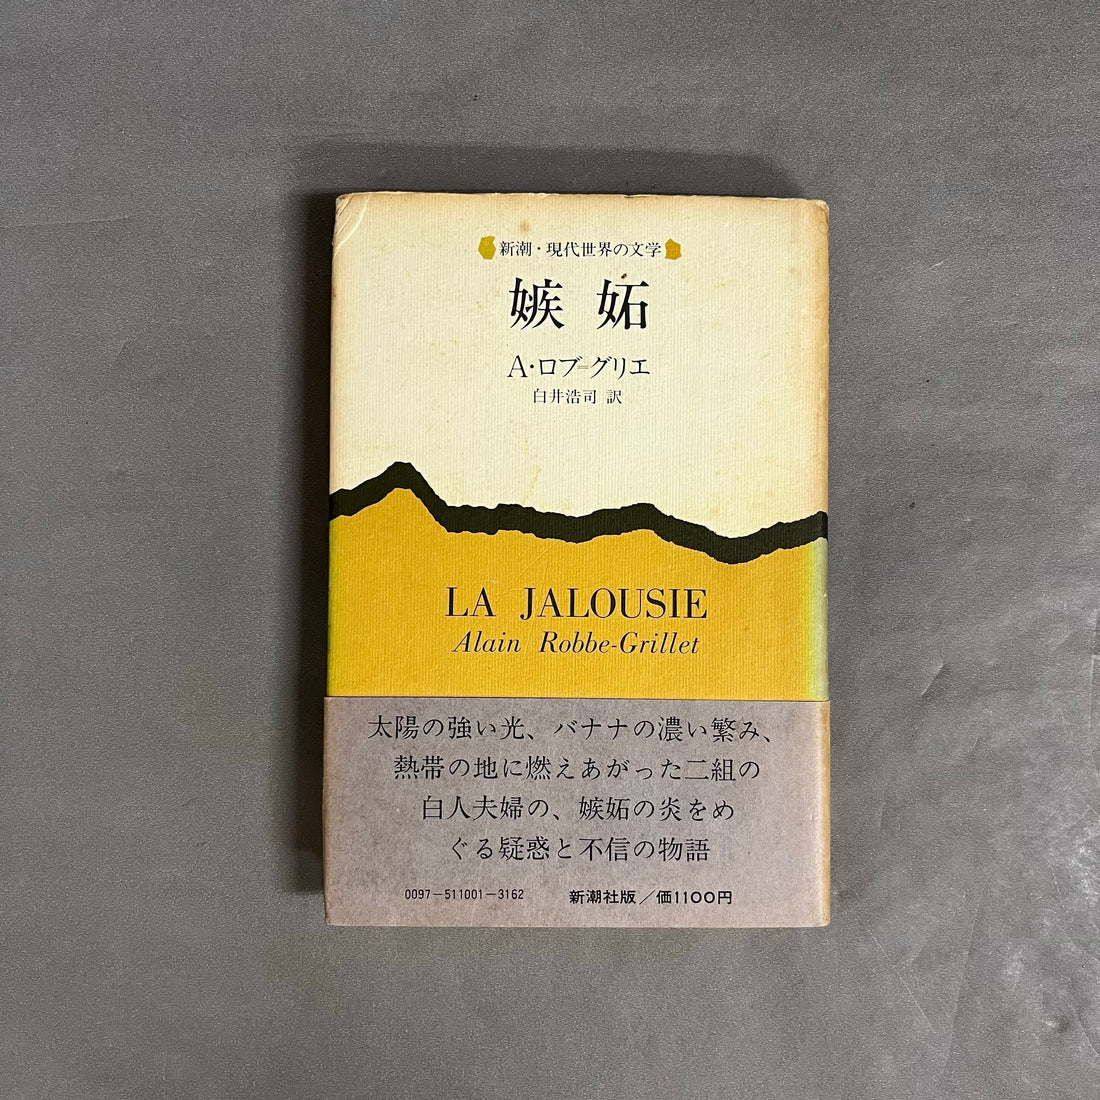 新潮・現代世界の文学
嫉妬
A・ロブ=グリエ
白井浩司 訳
LA JALOUSIE
Alain Robbe-Grillet
太陽の強い光、バナナの濃い繁み、
熱帯の地に燃えあがった二組の
白人夫婦の、嫉妬の炎をめ
ぐる疑惑と不信の物語
0097-511001-3162 新潮社版/価1100円